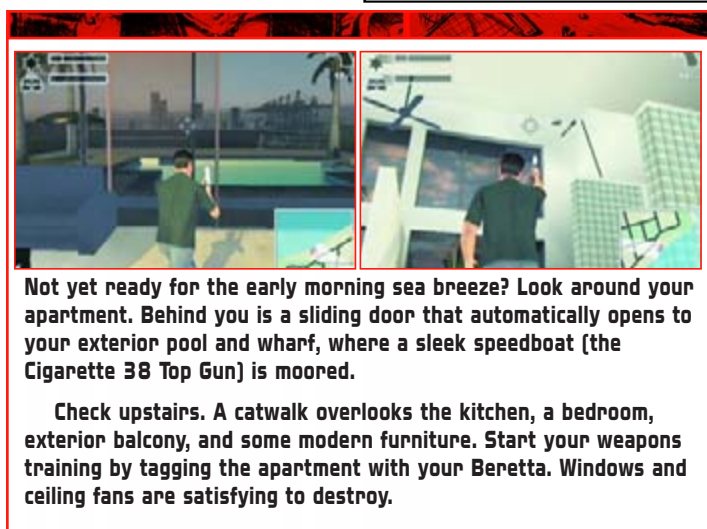 Not yet ready for the early morning sea breeze? Look around your
apartment. Behind you is a sliding door that automatically opens to
your exterior pool and wharf, where a sleek speedboat (the
Cigarette 38 Top Gun) is moored.
Check upstairs. A catwalk overlooks the kitchen, a bedroom,
exterior balcony, and some modern furniture. Start your weapons
training by tagging the apartment with your Beretta. Windows and
ceiling fans are satisfying to destroy.